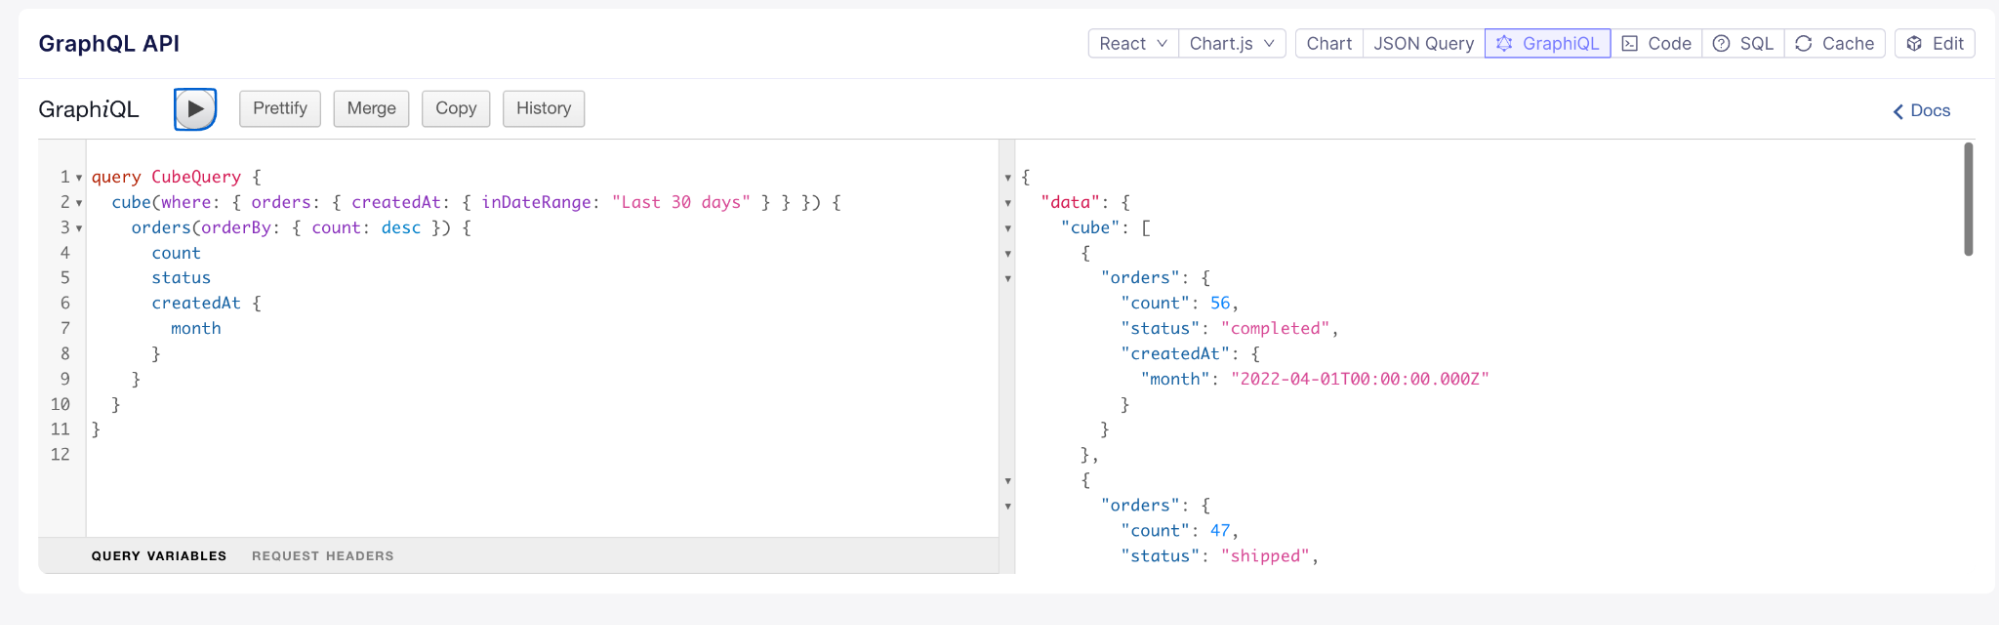 GraphQL API
React Chart.js Chart JSON Query GraphiQL Code SQL Cache Edit
GraphiQL Prettify Merge Copy History Docs
1 query CubeQuery {
2 cube(where: { orders: { createdAt: { inDateRange: "Last 30 days" } } }) {
3 orders(orderBy: { count: desc }) {
4 count
5 status
6 createdAt {
7 month
8 }
9 }
10 }
11 }
12
QUERY VARIABLES REQUEST HEADERS
{
"data": {
"cube": [
{
"orders": {
"count": 56,
"status": "completed",
"createdAt": {
"month": "2022-04-01T00:00:00.000Z"
}
}
},
{
"orders": {
"count": 47,
"status": "shipped",